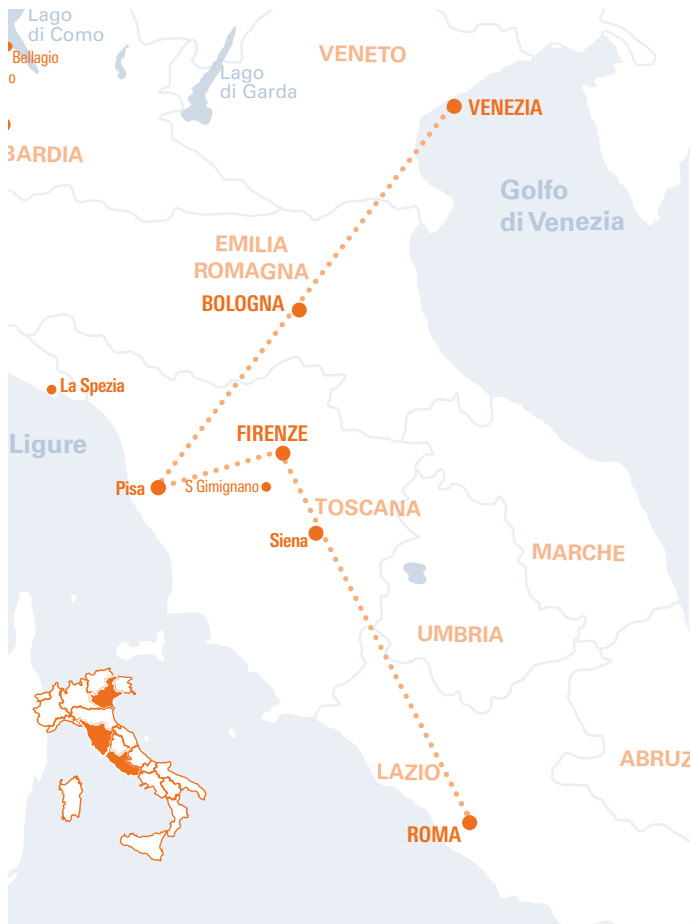 Lago
di Como
Bellagio
o
VENETO
Lago
di Garda
VENEZIA
BARDIA
Golfo
di Venezia
EMILIA
ROMAGNA
BOLOGNA
La Spezia
Ligure
FIRENZE
Pisa
S Gimignano
TOSCANA
Siena
MARCHE
UMBRIA
LAZIO
ABRUZ
ROMA